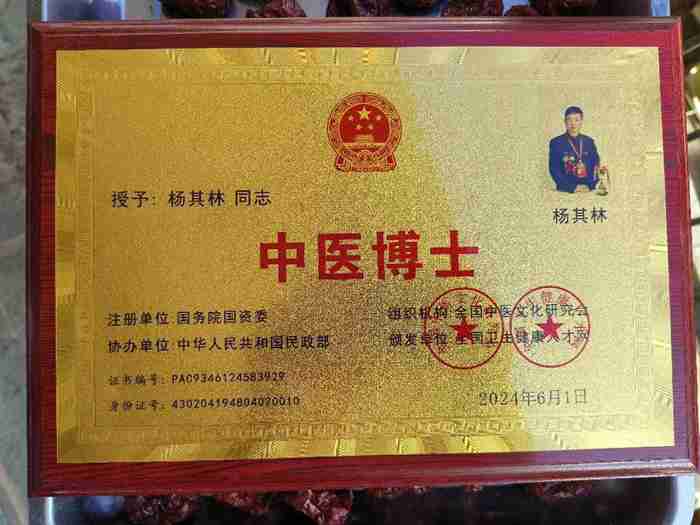 授予：杨其林 同志
杨其林
中医博士
注册单位:国务院国资委
协办单位:中华人民共和国民政部
组织机构:全国中医文化研究会
颁发单位:全国卫生健康人才网
证书编号：PAC09346124583929
身份证号：430204194804020010
2024年6月1日